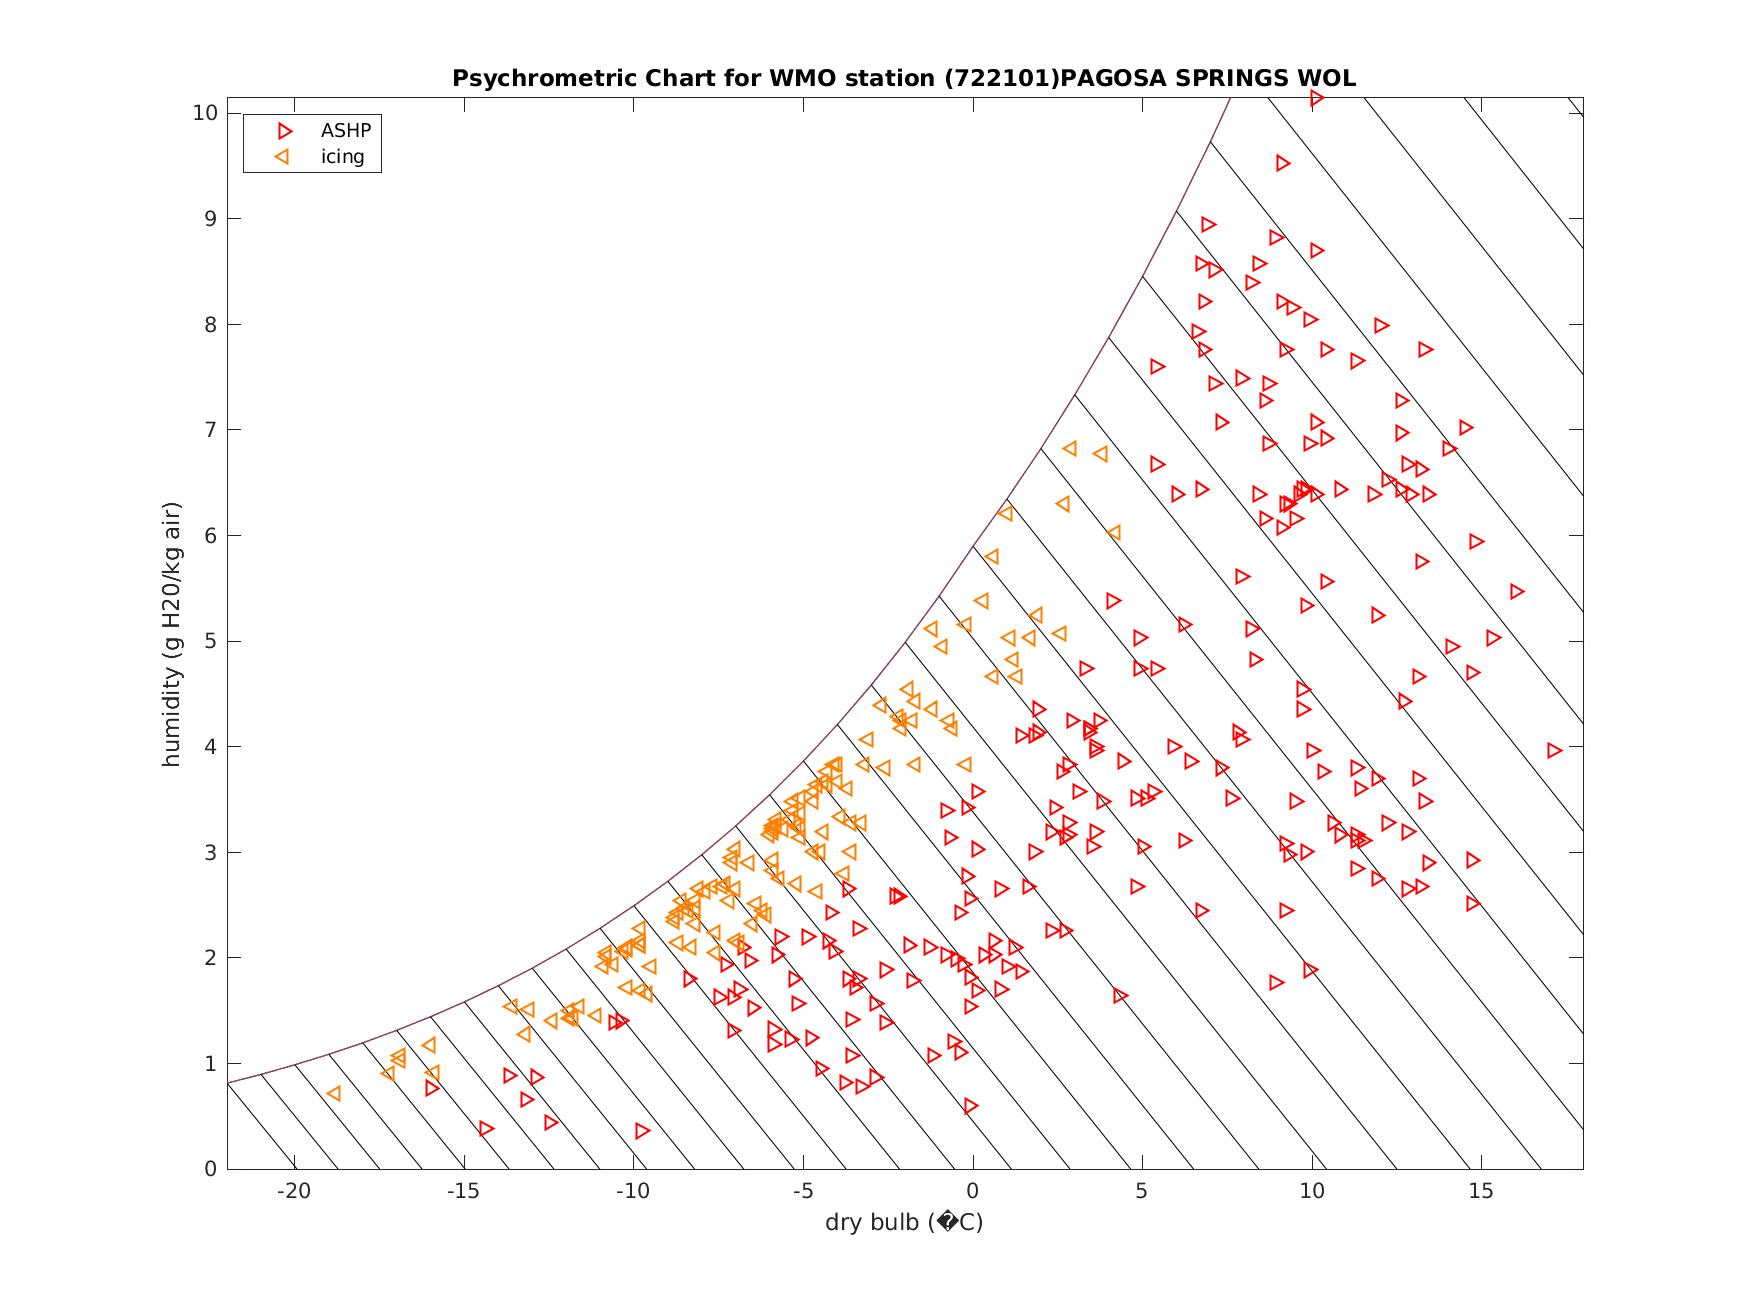 Psychrometric Chart for WMO station (722101)PAGOSA SPRINGS WOL
ASHP
icing
humidity (g H20/kg air)
10
9
8
7
6
5
4
3
2
1
0
-20 -15 -10 -5 0 5 10 15
dry bulb (�C)